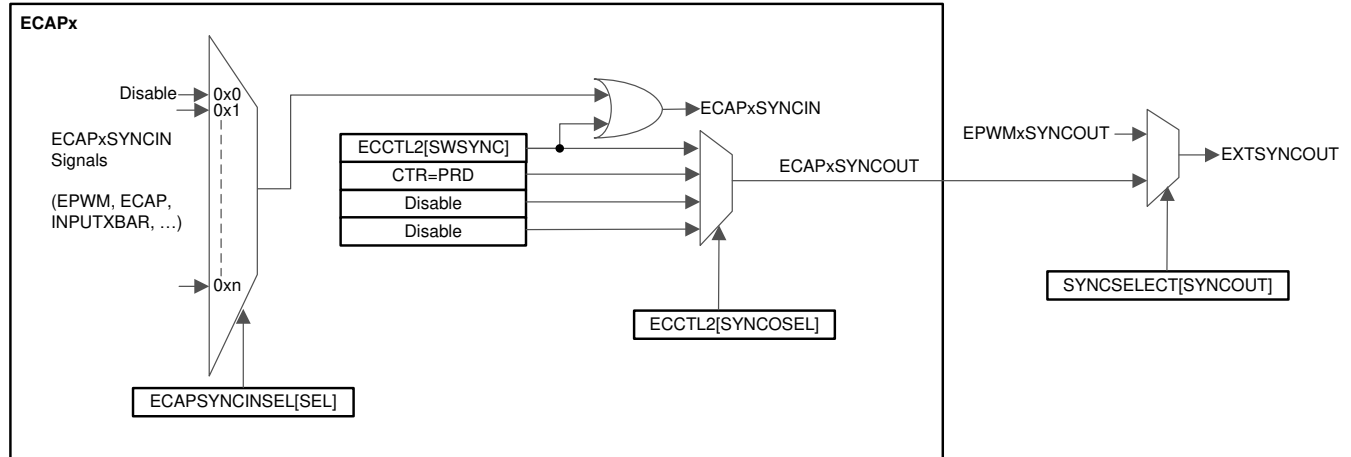 ECAPx
Disable
0x0
0x1
ECAPxSYNCIN
Signals
(EPWM, ECAP,
INPUTXBAR, …)
0xn
ECAPSYNCINSEL[SEL]
ECAPxSYNCIN
ECCTL2[SWSYNC]
CTR=PRD
Disable
Disable
ECAPxSYNCOUT
ECCTL2[SYNCOSEL]
EPWMxSYNCOUT
EXTSYNCOUT
SYNCSELECT[SYNCOUT]